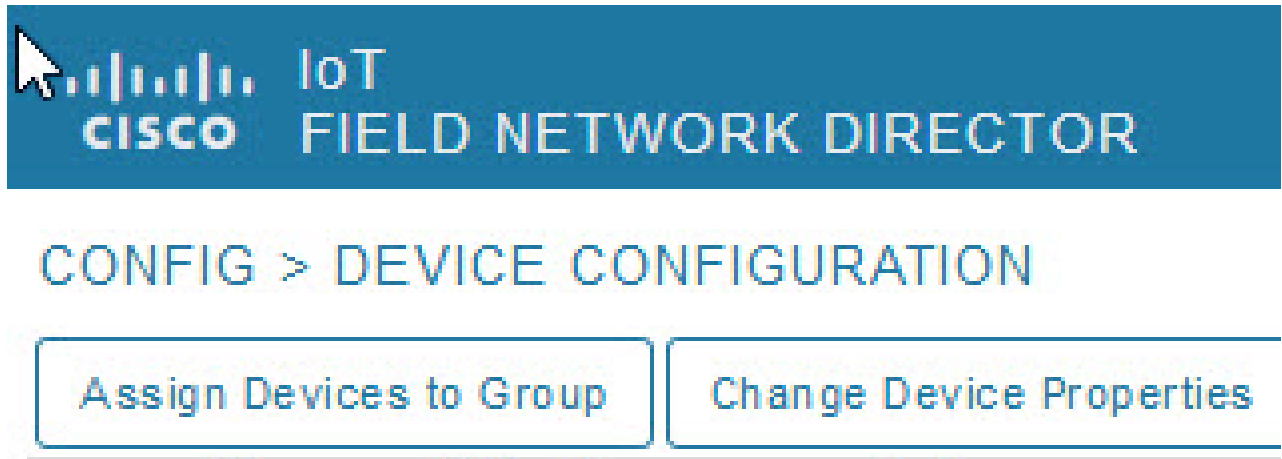 IoT
CISCO FIELD NETWORK DIRECTOR
CONFIG > DEVICE CONFIGURATION
Assign Devices to Group Change Device Properties